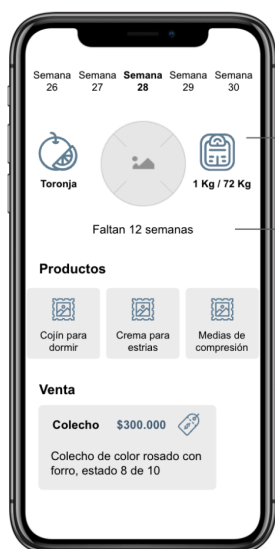 Semana Semana Semana Semana Semana
26 27 28 29 30
Toronja
1 Kg / 72 Kg
Faltan 12 semanas
Productos
Cojín para Crema para Medias de
dormir estrias compresión
Venta
Colecho $300.000
Colecho de color rosado con
forro, estado 8 de 10